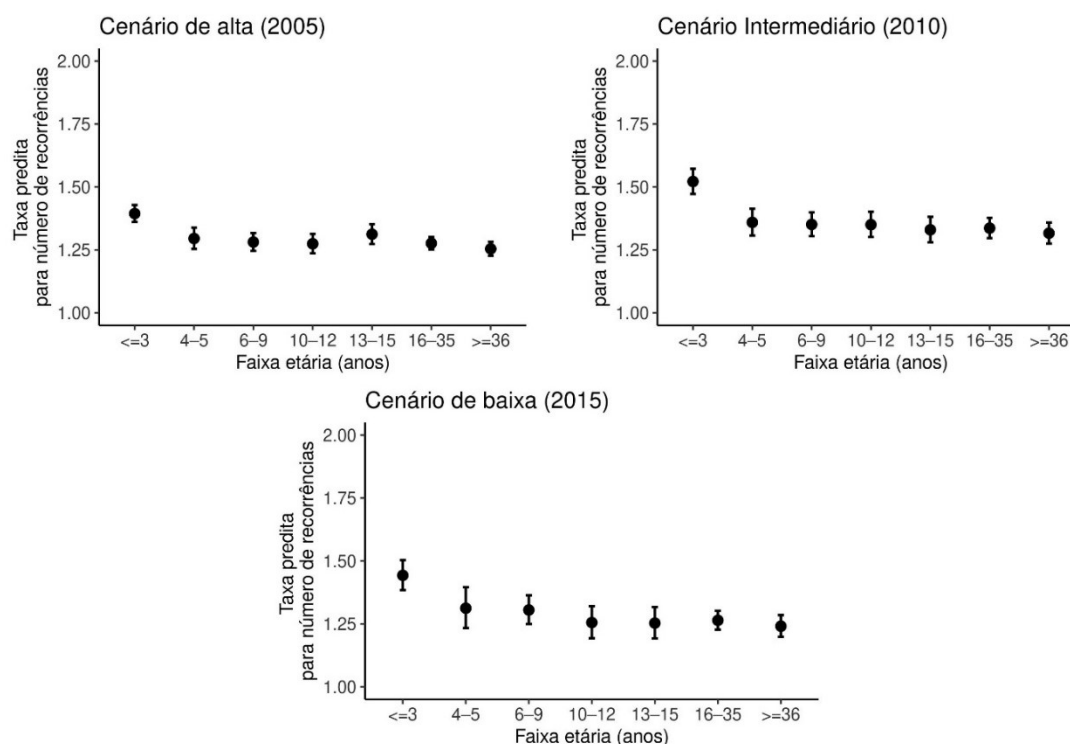 Cenário de alta (2005)
Taxa predita
para número de recorrências
2.00
1.75
1.50
1.25
1.00
<=3 4–5 6–9 10–12 13–15 16–35 >=36
Faixa etária (anos)
Cenário Intermediário (2010)
Taxa predita
para número de recorrências
2.00
1.75
1.50
1.25
1.00
<=3 4–5 6–9 10–12 13–15 16–35 >=36
Faixa etária (anos)
Cenário de baixa (2015)
Taxa predita
para número de recorrências
2.00
1.75
1.50
1.25
1.00
<=3 4–5 6–9 10–12 13–15 16–35 >=36
Faixa etária (anos)